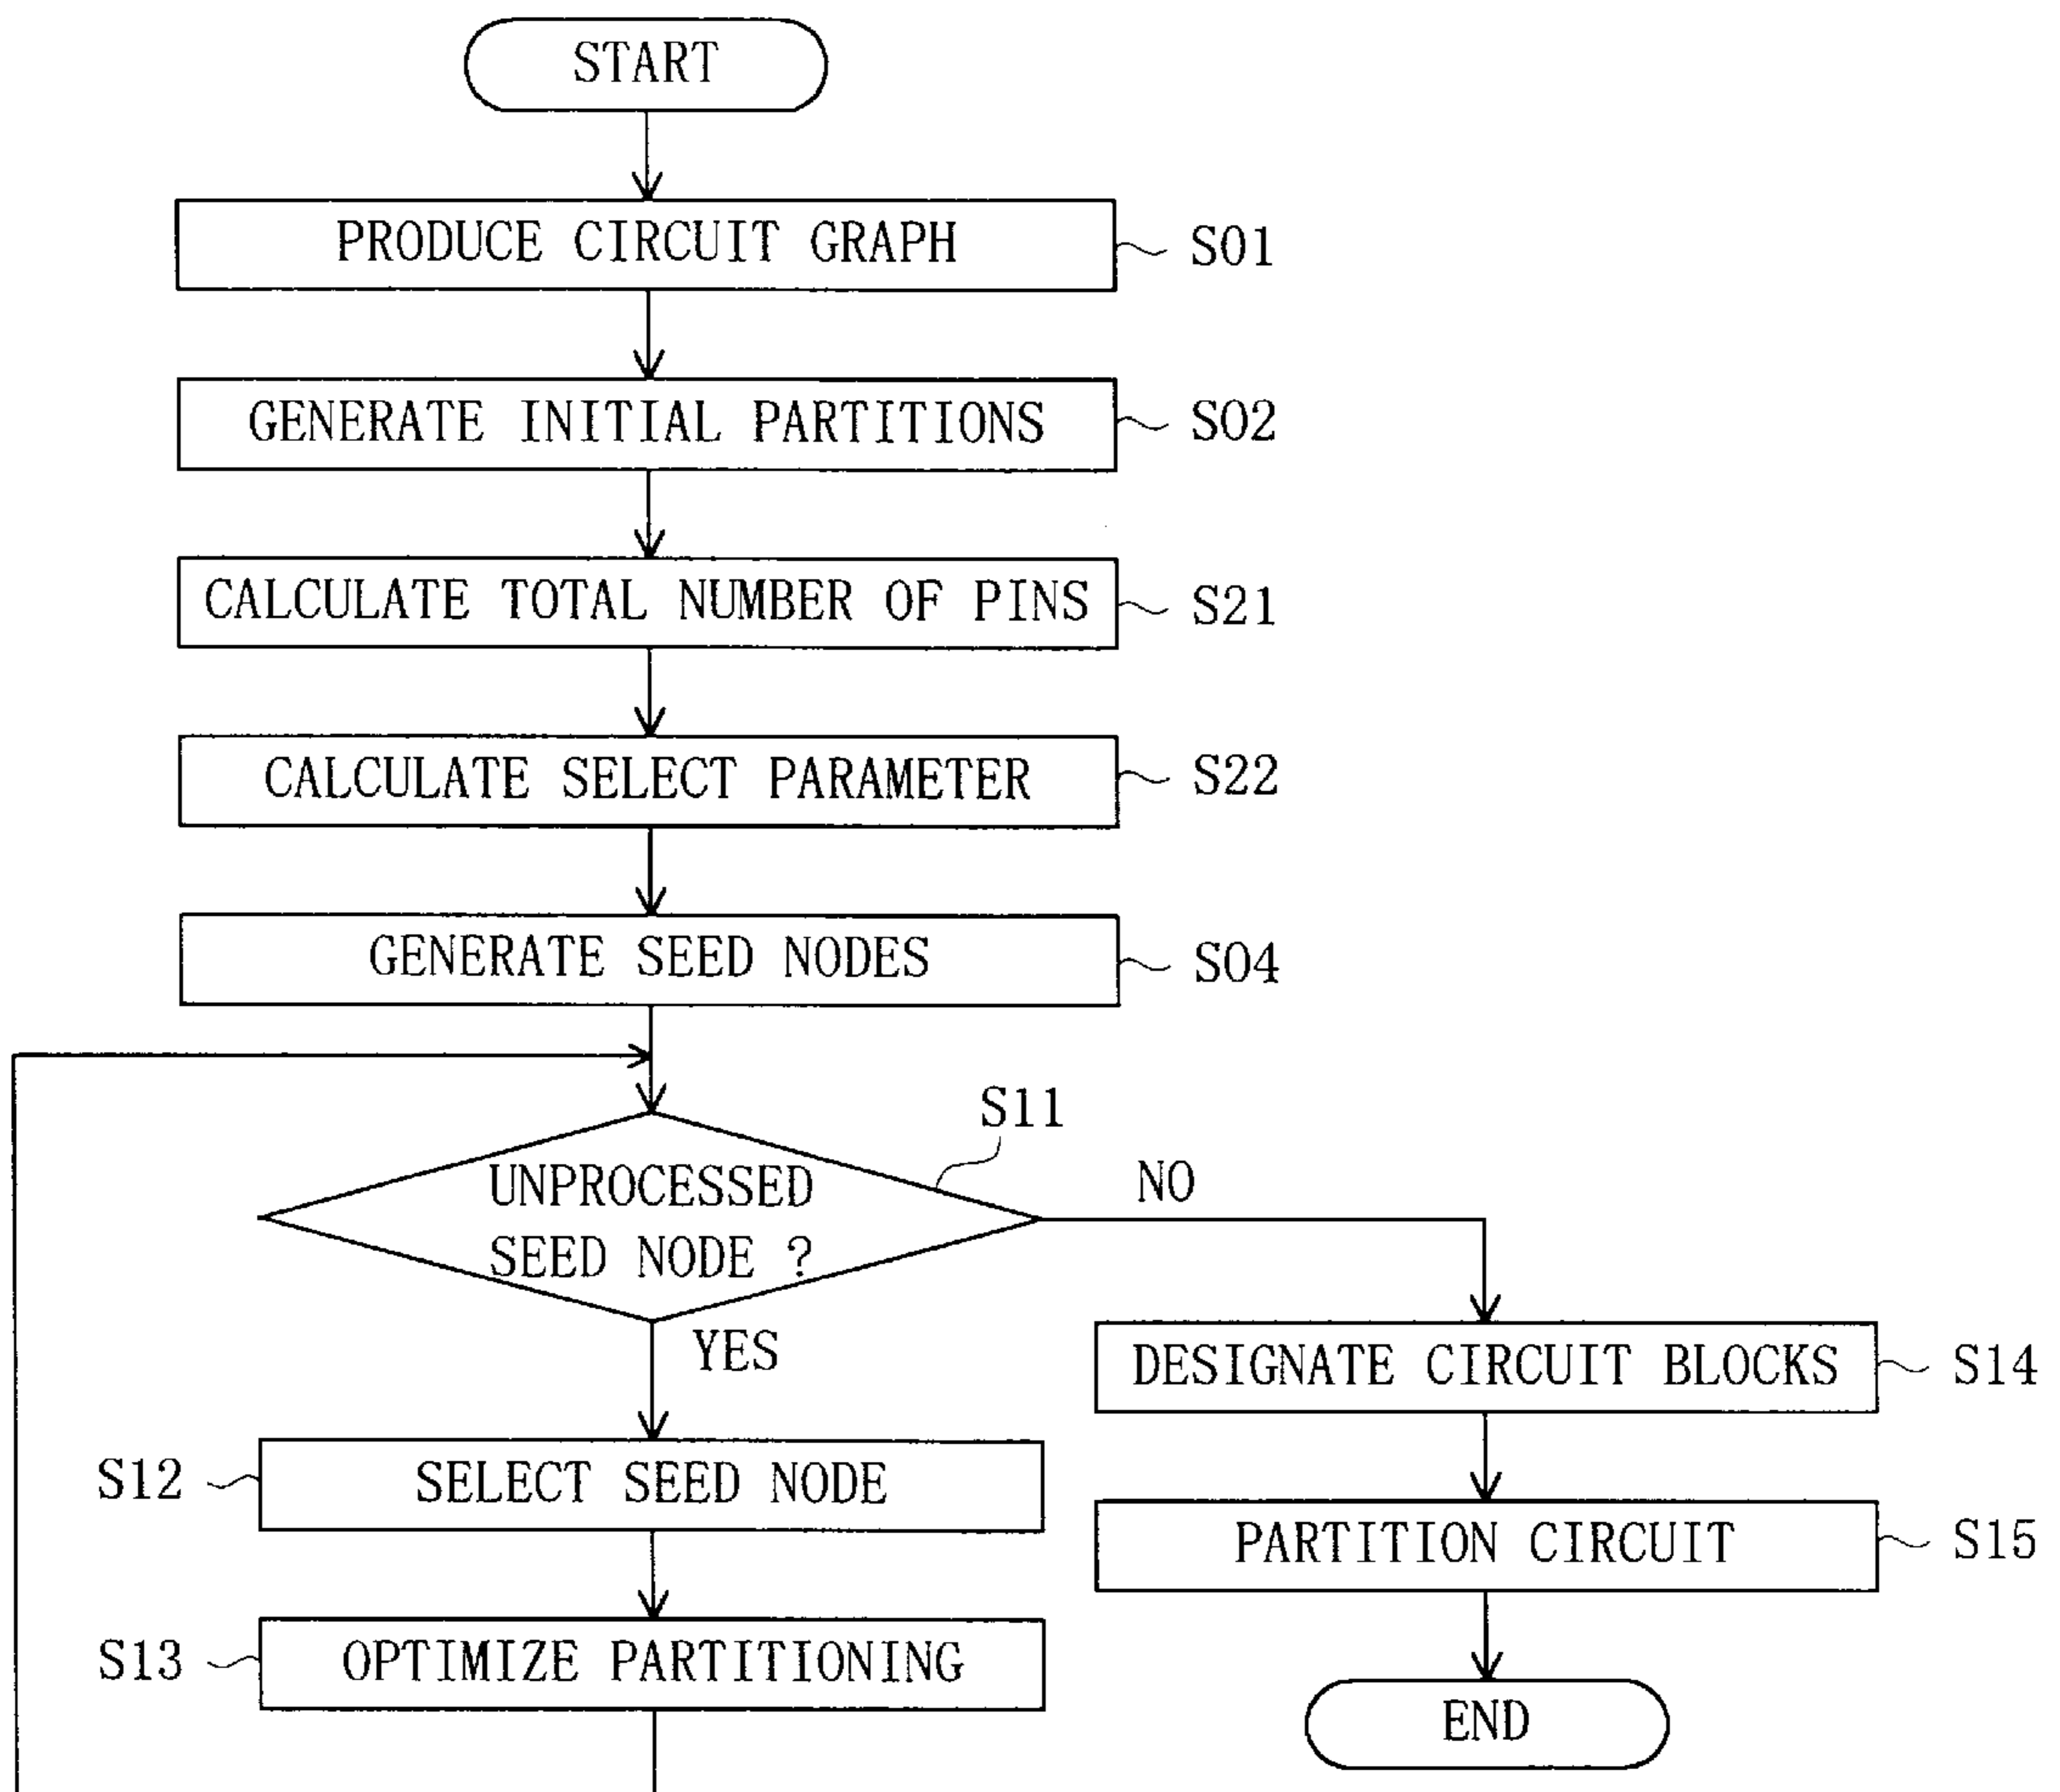 START
PRODUCE CIRCUIT GRAPH
S01
GENERATE INITIAL PARTITIONS
S02
CALCULATE TOTAL NUMBER OF PINS
S21
CALCULATE SELECT PARAMETER
S22
GENERATE SEED NODES
S04
S11
UNPROCESSED
SEED NODE ?
NO
YES
S12
SELECT SEED NODE
S13
OPTIMIZE PARTITIONING
DESIGNATE CIRCUIT BLOCKS
S14
PARTITION CIRCUIT
S15
END